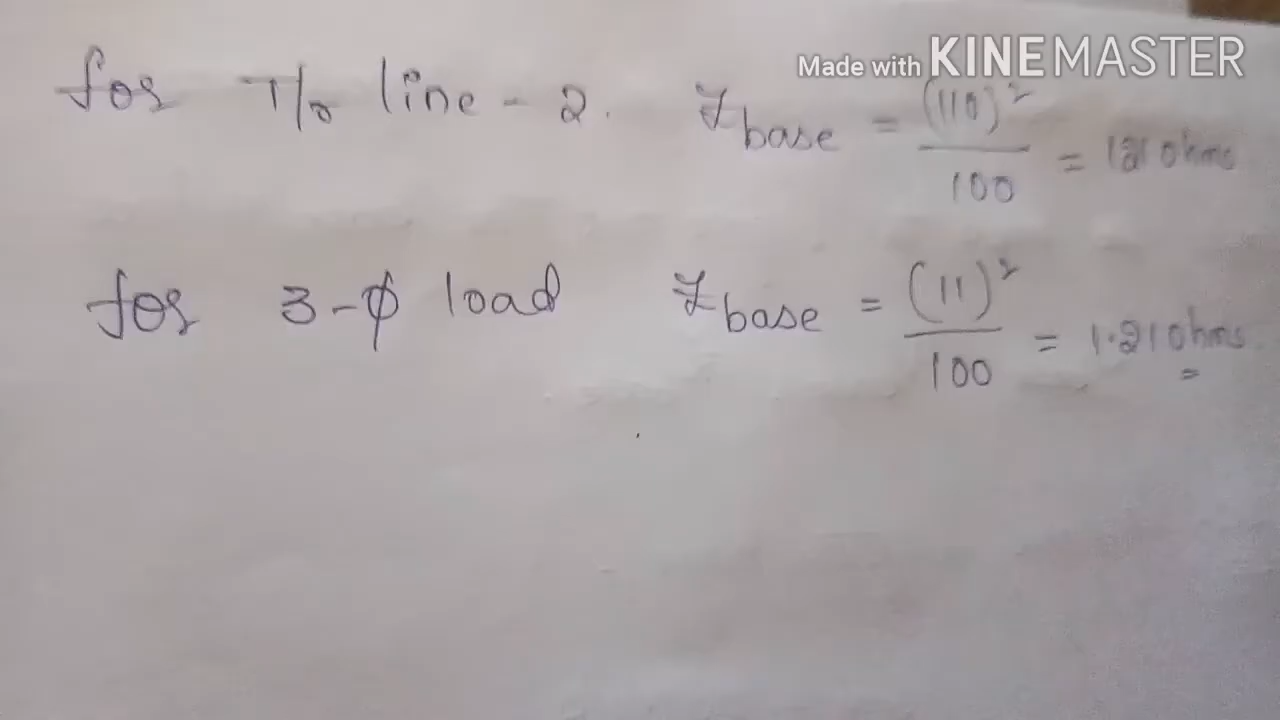 Made with KINEMASTER
for T/r line - 2. Zbase = (110)² / 100 = 121 ohms
for 3-φ load Zbase = (11)² / 100 = 1.21 ohms